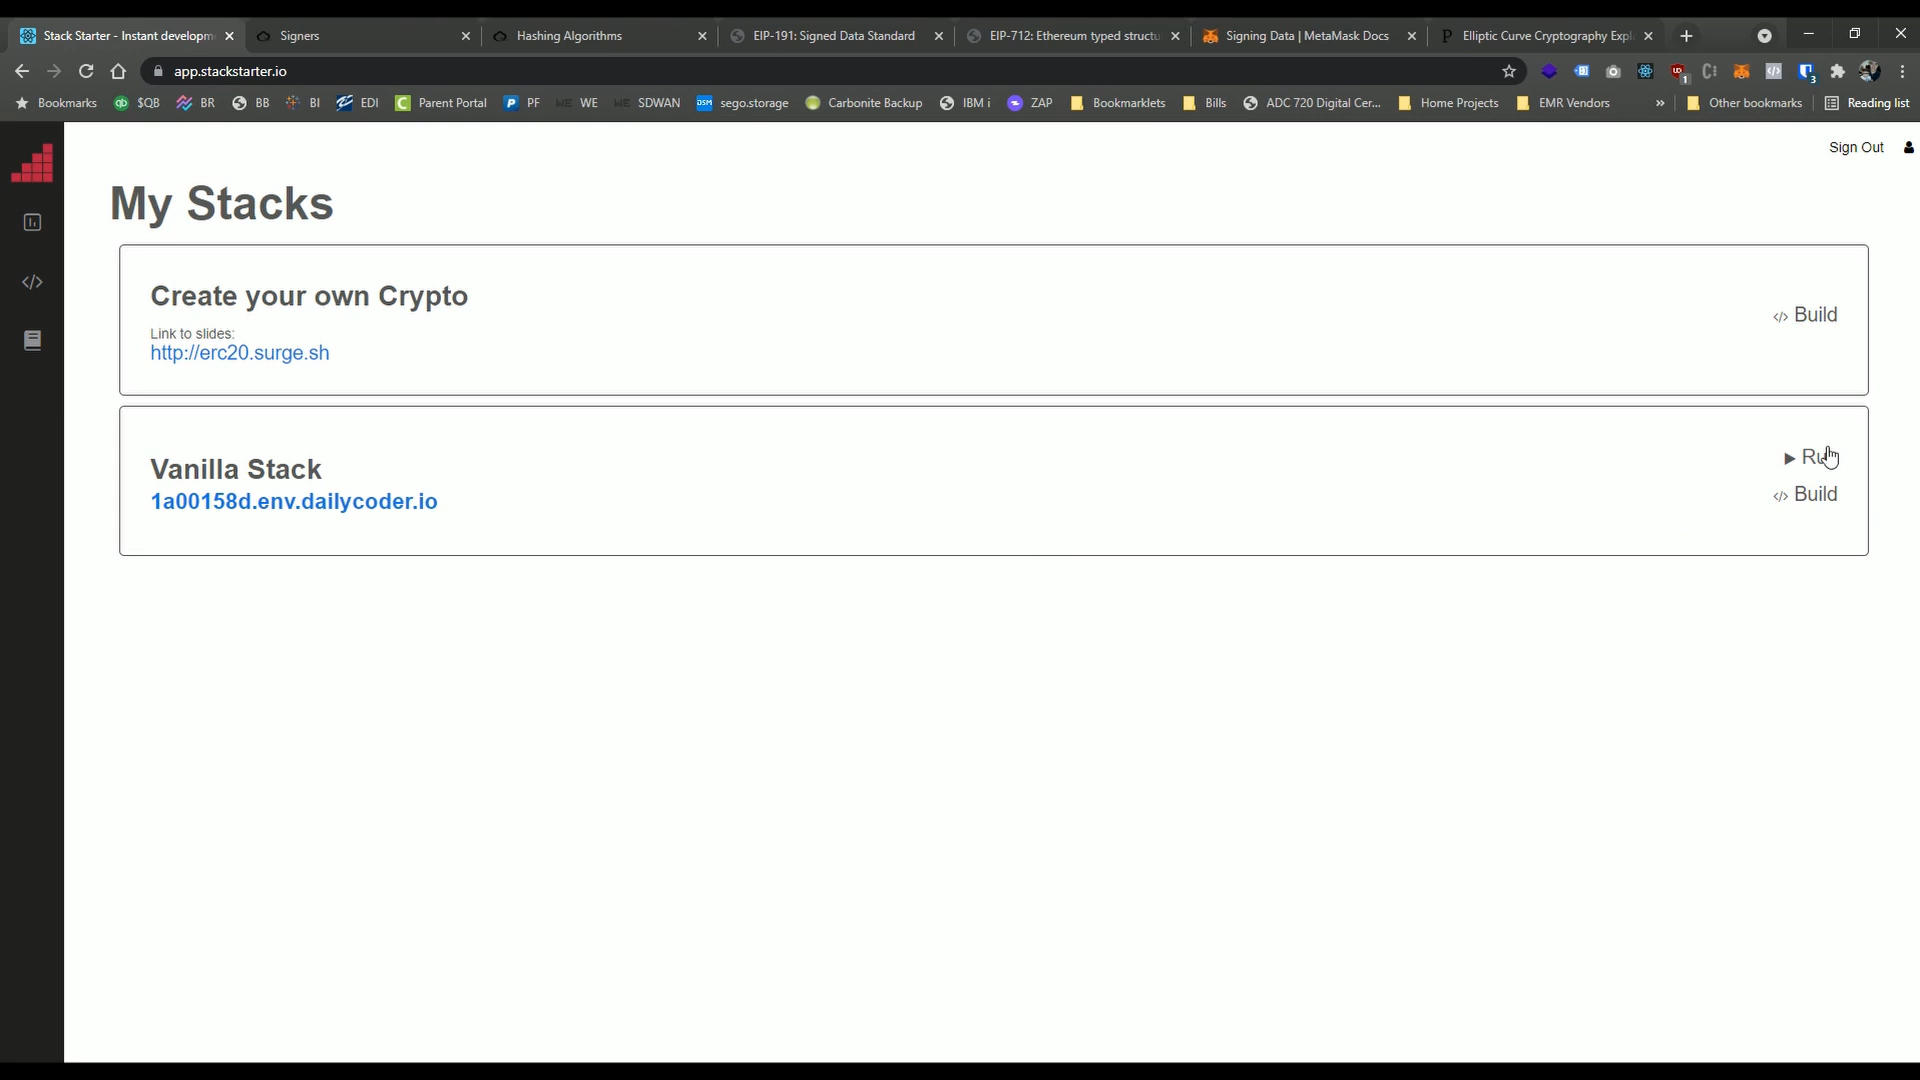 Stack Starter - Instant developm
Signers
Hashing Algorithms
EIP-191: Signed Data Standard
EIP-712: Ethereum typed structu
Signing Data | MetaMask Docs
Elliptic Curve Cryptography Expl
app.stackstarter.io
Bookmarks
$QB
BR
BB
BI
EDI
Parent Portal
PF
WE
SDWAN
sego.storage
Carbonite Backup
IBM i
ZAP
Bookmarklets
Bills
ADC 720 Digital Cer...
Home Projects
EMR Vendors
»
Other bookmarks
Reading list
Sign Out
My Stacks
Create your own Crypto
Link to slides:
http://erc20.surge.sh
Build
Vanilla Stack
1a00158d.env.dailycoder.io
Build